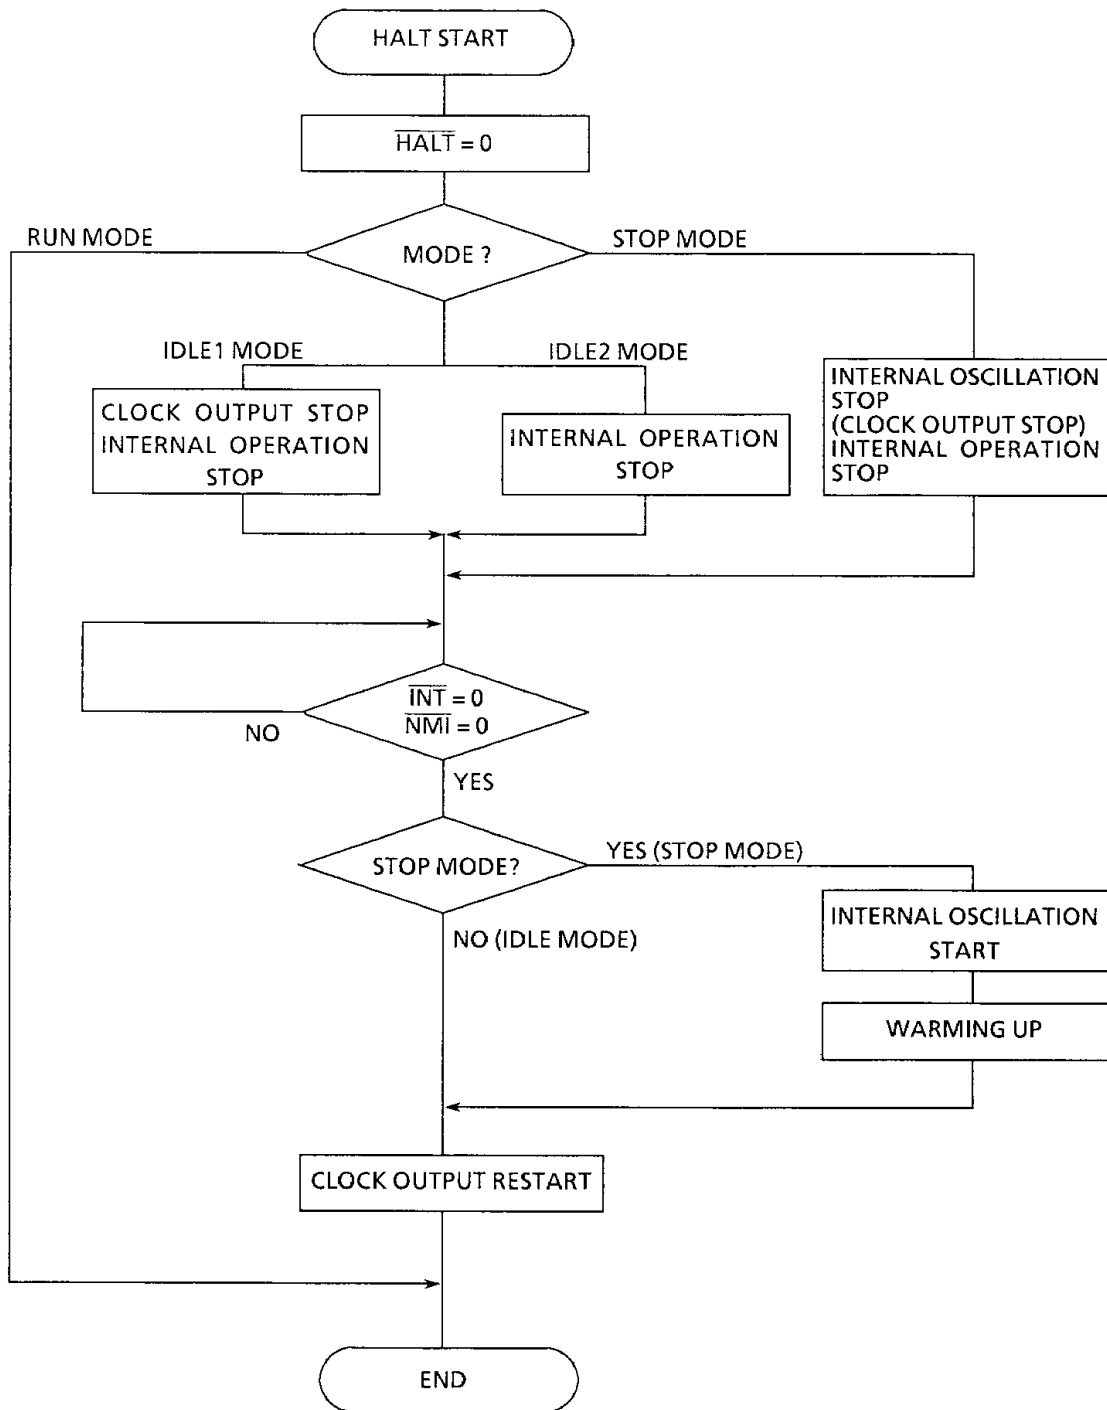 HALT START
HALT = 0
RUN MODE
MODE ?
STOP MODE
IDLE1 MODE
IDLE2 MODE
CLOCK OUTPUT STOP
INTERNAL OPERATION
STOP
INTERNAL OPERATION
STOP
INTERNAL OSCILLATION
STOP
(CLOCK OUTPUT STOP)
INTERNAL OPERATION
STOP
INT = 0
NMI = 0
NO
YES
STOP MODE?
YES (STOP MODE)
NO (IDLE MODE)
INTERNAL OSCILLATION
START
WARMING UP
CLOCK OUTPUT RESTART
END